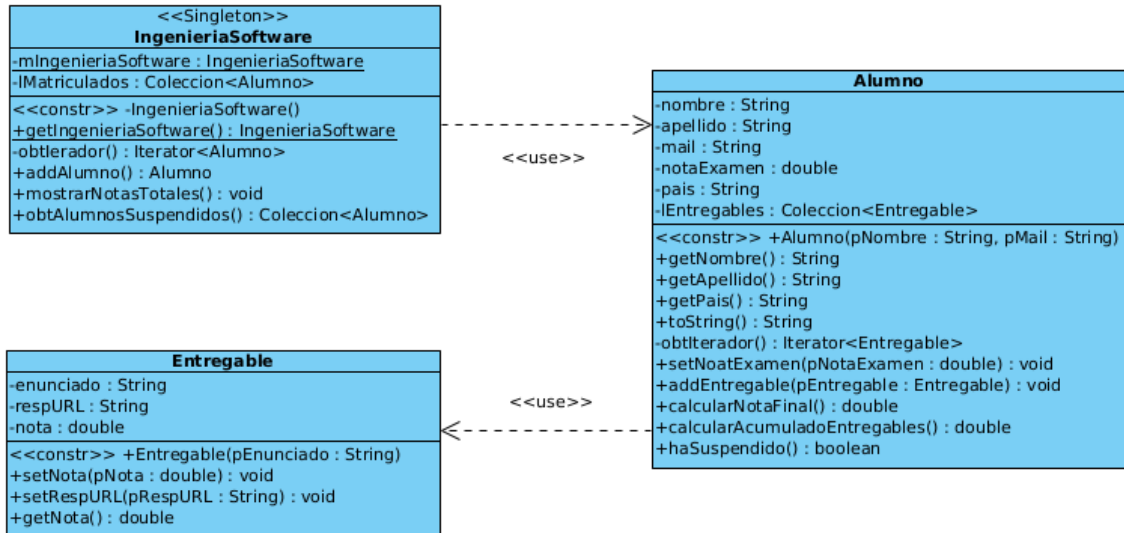 <<Singleton>>
IngenieriaSoftware
-mIngenieriaSoftware : IngenieriaSoftware
-lMatriculados : Coleccion<Alumno>
<<constr>> -IngenieriaSoftware()
+getIngenieriaSoftware() : IngenieriaSoftware
-obtIerador() : Iterator<Alumno>
+addAlumno() : Alumno
+mostrarNotasTotales() : void
+obtAlumnosSuspendidos() : Coleccion<Alumno>
<<use>>
Alumno
-nombre : String
-apellido : String
-mail : String
-notaExamen : double
-pais : String
-lEntregables : Coleccion<Entregable>
<<constr>> +Alumno(pNombre : String, pMail : String)
+getNombre() : String
+getApellido() : String
+getPais() : String
+toString() : String
-obtIterador() : Iterator<Entregable>
+setNoatExamen(pNotaExamen : double) : void
+addEntregable(pEntregable : Entregable) : void
+calcularNotaFinal() : double
+calcularAcumuladoEntregables() : double
+haSuspendido() : boolean
Entregable
-enunciado : String
-respURL : String
-nota : double
<<constr>> +Entregable(pEnunciado : String)
+setNota(pNota : double) : void
+setRespURL(pRespURL : String) : void
+getNota() : double
<<use>>